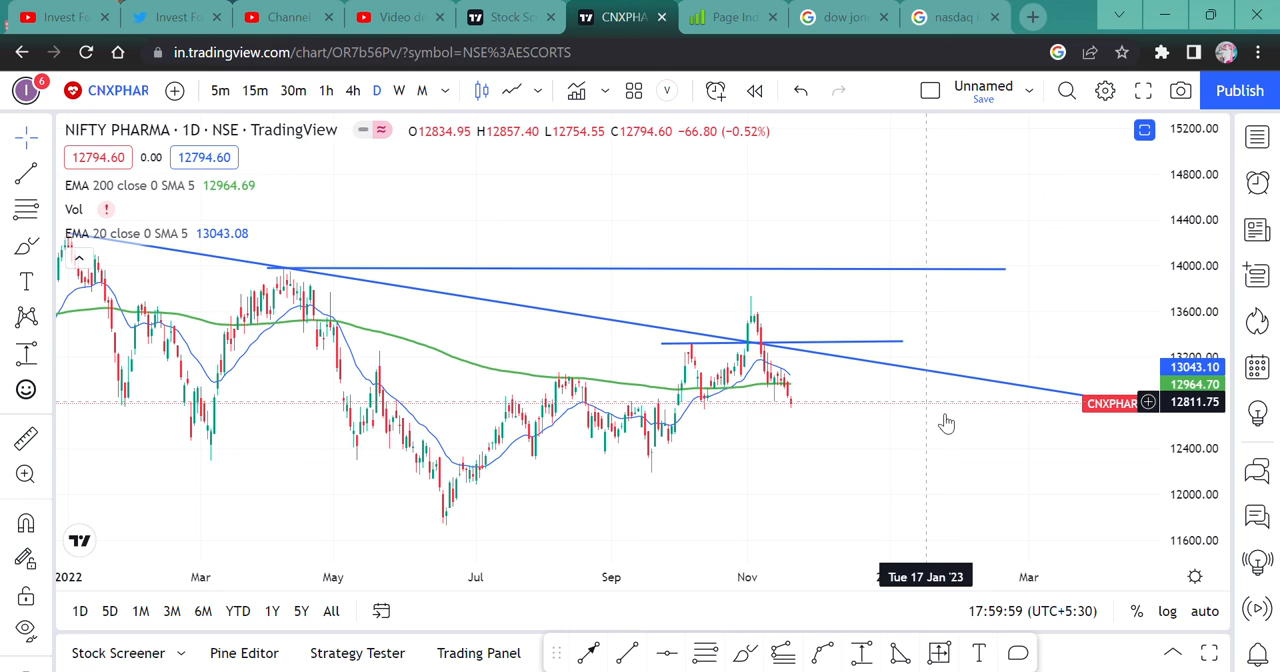 Invest Fo
Invest Fo
Channel
Video d
Stock Sc
CNXPHA
Page Ind
dow jon
nasdaq
in.tradingview.com/chart/OR7b56Pv/?symbol=NSE%3AESCORTS
I 6 CNXPHAR 5m 15m 30m 1h 4h D W M V Unnamed Save Publish
NIFTY PHARMA · 1D · NSE · TradingView O12834.95 H12857.40 L12754.55 C12794.60 −66.80 (−0.52%)
12794.60 0.00 12794.60
EMA 200 close 0 SMA 5 12964.69
Vol !
EMA 20 close 0 SMA 5 13043.08
15200.00
14800.00
14400.00
14000.00
13600.00
13200.00
13043.10
12964.70
CNXPHAR 12811.75
12400.00
12000.00
11600.00
2022 Mar May Jul Sep Nov Tue 17 Jan '23 Mar
1D 5D 1M 3M 6M YTD 1Y 5Y All 17:59:59 (UTC+5:30) % log auto
Stock Screener Pine Editor Strategy Tester Trading Panel